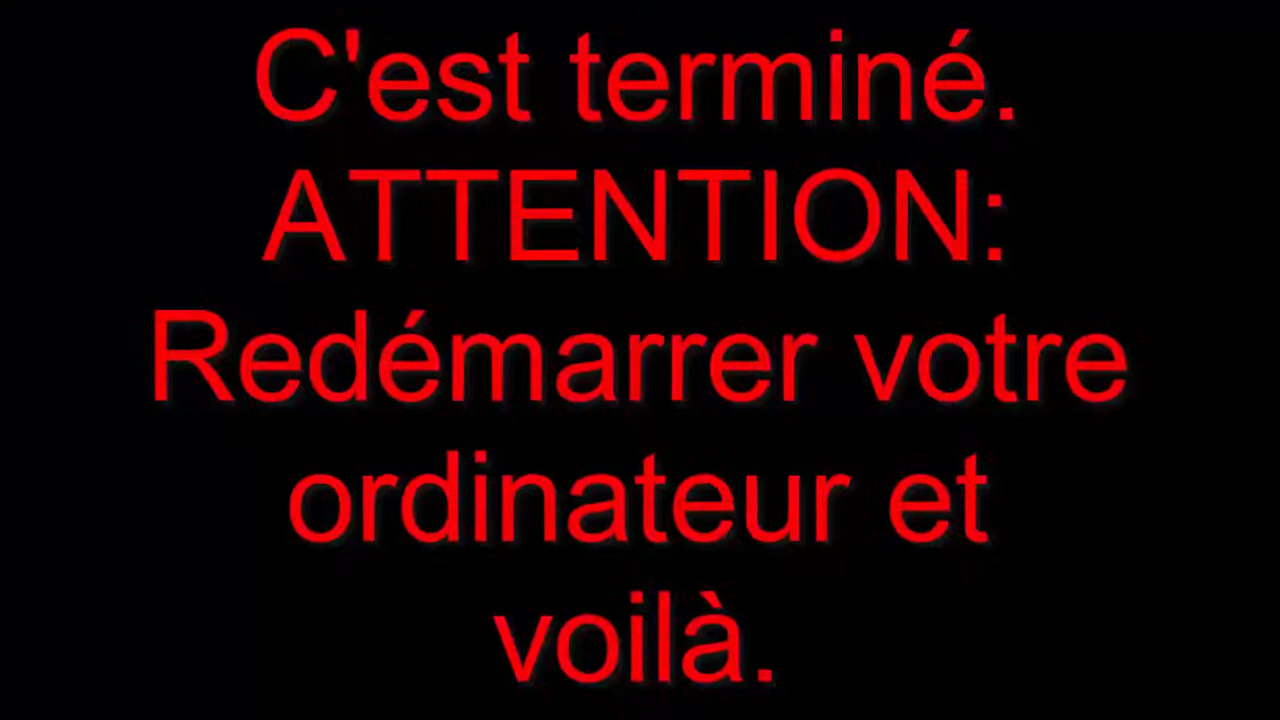 C'est terminé.
ATTENTION:
Redémarrer votre
ordinateur et
voilà.